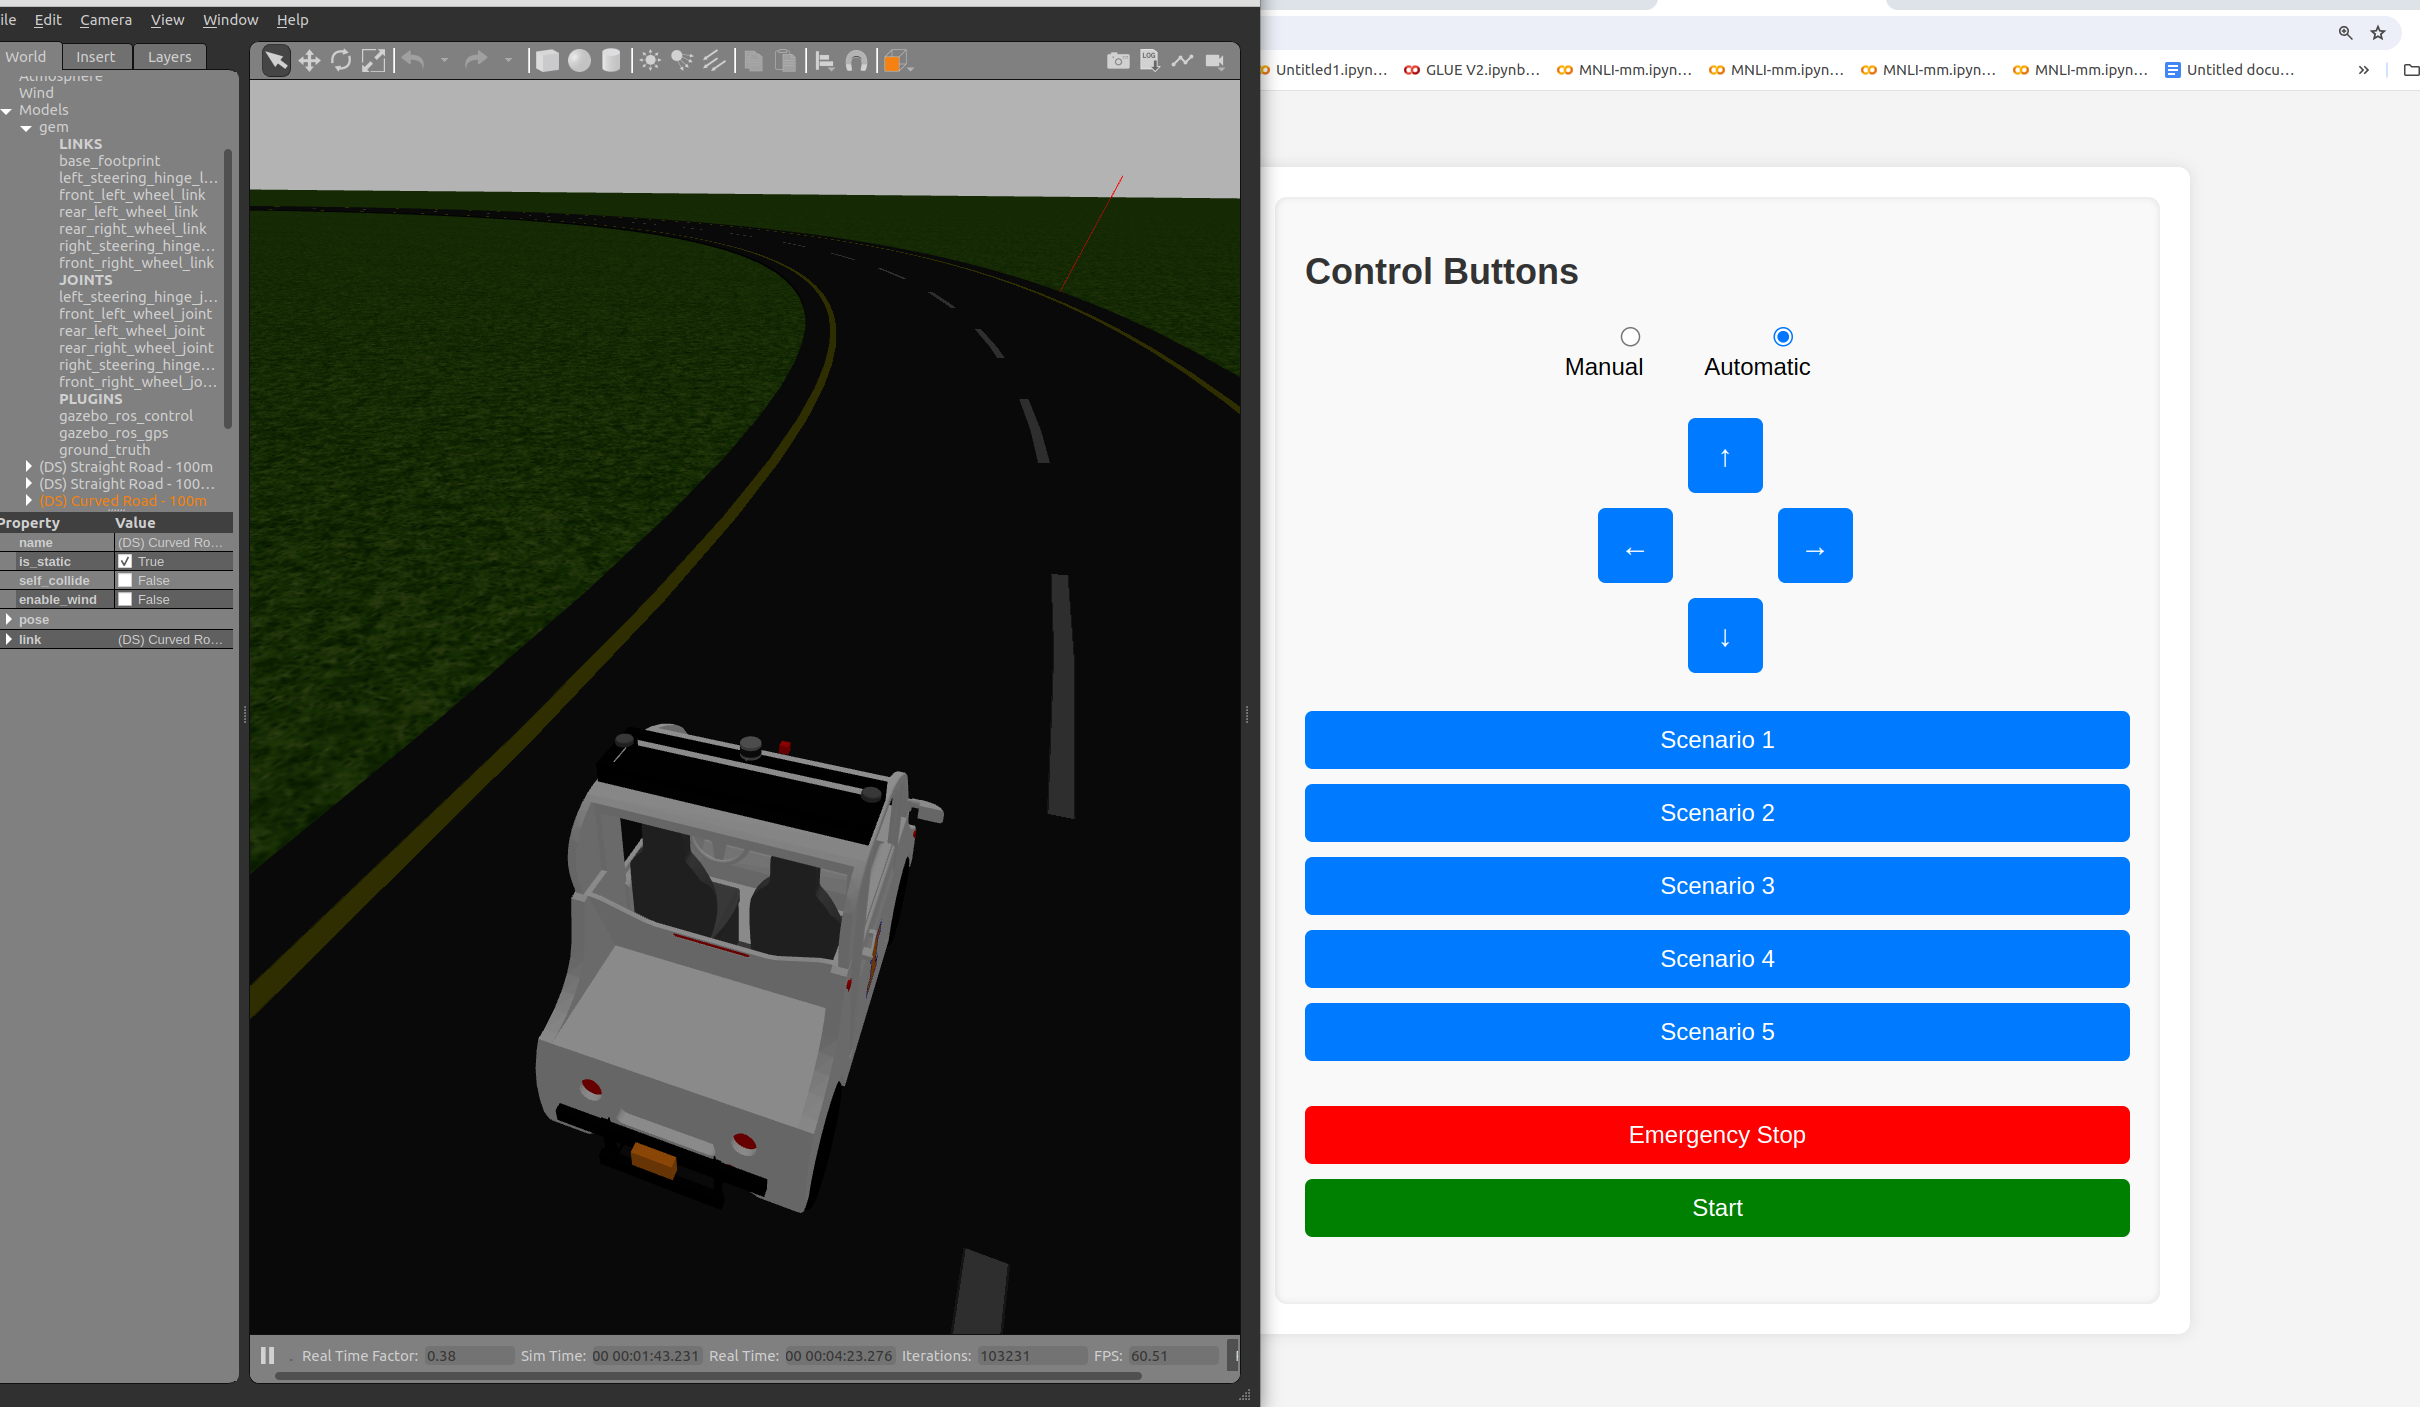 ile Edit Camera View Window Help
World Insert Layers
Atmosphere
Wind
Models
gem
LINKS
base_footprint
left_steering_hinge_l...
front_left_wheel_link
rear_left_wheel_link
rear_right_wheel_link
right_steering_hinge...
front_right_wheel_link
JOINTS
left_steering_hinge_j...
front_left_wheel_joint
rear_left_wheel_joint
rear_right_wheel_joint
right_steering_hinge...
front_right_wheel_jo...
PLUGINS
gazebo_ros_control
gazebo_ros_gps
ground_truth
(DS) Straight Road - 100m
(DS) Straight Road - 100...
(DS) Curved Road - 100m
Property Value
name (DS) Curved Ro...
is_static True
self_collide False
enable_wind False
pose
link (DS) Curved Ro...
LOG
Real Time Factor: 0.38 Sim Time: 00 00:01:43.231 Real Time: 00 00:04:23.276 Iterations: 103231 FPS: 60.51
Untitled1.ipyn... GLUE V2.ipynb... MNLI-mm.ipyn... MNLI-mm.ipyn... MNLI-mm.ipyn... MNLI-mm.ipyn... Untitled docu... »
Control Buttons
Manual Automatic
↑
← →
↓
Scenario 1
Scenario 2
Scenario 3
Scenario 4
Scenario 5
Emergency Stop
Start